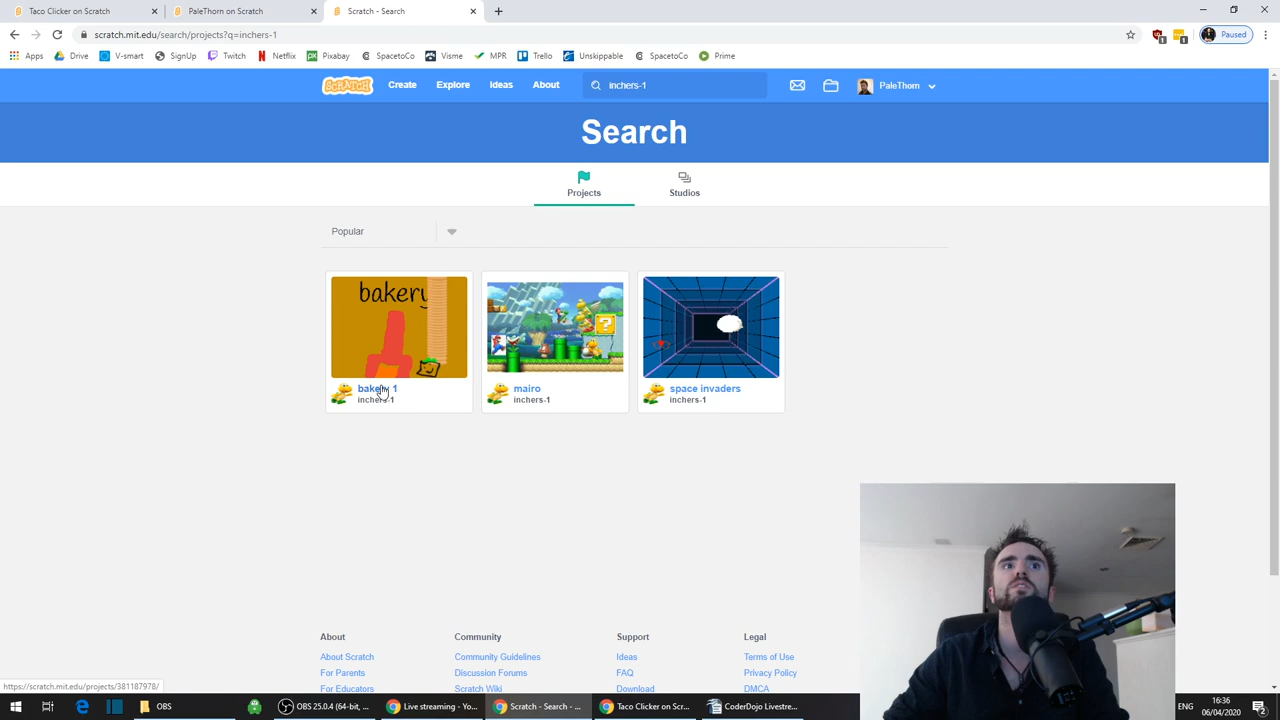 Taco Clicker on Scratch
PaleThorn on Scratch
Scratch - Search
scratch.mit.edu/search/projects?q=inchers-1
Paused
Apps Drive V-smart SignUp Twitch Netflix Pixabay SpacetoCo Visme MPR Trello Unskippable SpacetoCo Prime
SCRATCH Create Explore Ideas About inchers-1 PaleThorn
Search
Projects Studios
Popular
bakery
bakery 1 mairo space invaders
inchers-1 inchers-1 inchers-1
About Community Support Legal
About Scratch Community Guidelines Ideas Terms of Use
For Parents Discussion Forums FAQ Privacy Policy
For Educators Scratch Wiki Download DMCA
https://scratch.mit.edu/projects/381187978/
OBS OBS 25.0.4 (64-bit, ... Live streaming - Yo... Scratch - Search - ... Taco Clicker on Scr... CoderDojo Livestre... ENG 16:36
06/04/2020 2